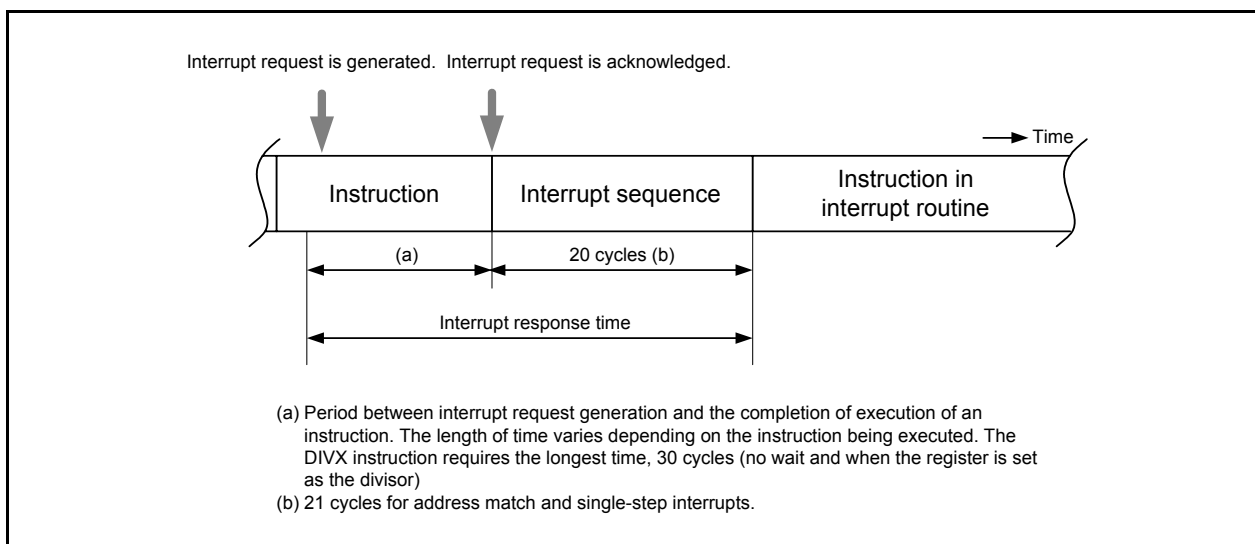 Interrupt request is generated. Interrupt request is acknowledged.
Time
Instruction
Interrupt sequence
Instruction in
interrupt routine
(a)
20 cycles (b)
Interrupt response time
(a) Period between interrupt request generation and the completion of execution of an
instruction. The length of time varies depending on the instruction being executed. The
DIVX instruction requires the longest time, 30 cycles (no wait and when the register is set
as the divisor)
(b) 21 cycles for address match and single-step interrupts.